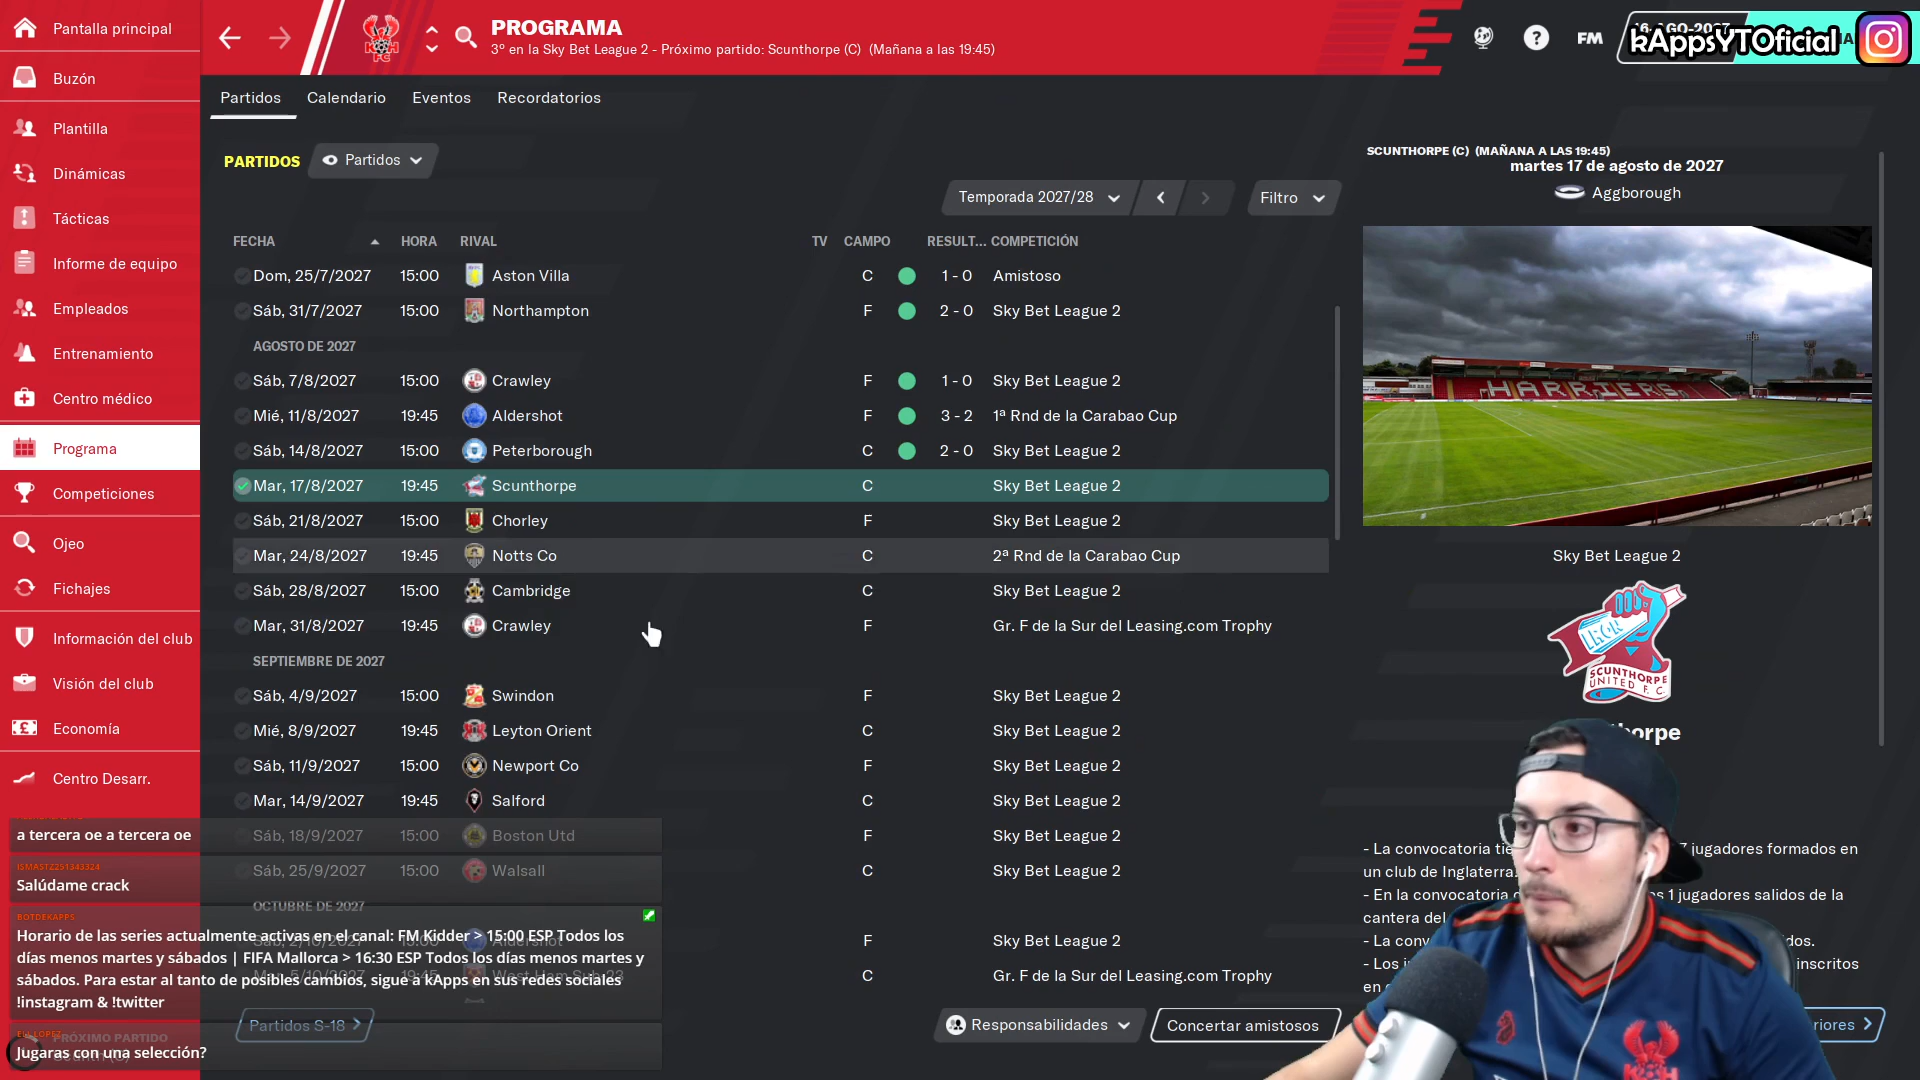 Pantalla principal
Buzón
Plantilla
Dinámicas
Tácticas
Informe de equipo
Empleados
Entrenamiento
Centro médico
Programa
Competiciones
Ojeo
Fichajes
Información del club
Visión del club
Economía
Centro Desarr.
PROGRAMA
3º en la Sky Bet League 2 - Próximo partido: Scunthorpe (C) (Mañana a las 19:45)
FM
kAppsYTOficial
Partidos Calendario Eventos Recordatorios
PARTIDOS Partidos
Temporada 2027/28 Filtro
FECHA HORA RIVAL TV CAMPO RESULT... COMPETICIÓN
Dom, 25/7/2027 15:00 Aston Villa C 1 - 0 Amistoso
Sáb, 31/7/2027 15:00 Northampton F 2 - 0 Sky Bet League 2
AGOSTO DE 2027
Sáb, 7/8/2027 15:00 Crawley F 1 - 0 Sky Bet League 2
Mié, 11/8/2027 19:45 Aldershot F 3 - 2 1ª Rnd de la Carabao Cup
Sáb, 14/8/2027 15:00 Peterborough C 2 - 0 Sky Bet League 2
Mar, 17/8/2027 19:45 Scunthorpe C Sky Bet League 2
Sáb, 21/8/2027 15:00 Chorley F Sky Bet League 2
Mar, 24/8/2027 19:45 Notts Co C 2ª Rnd de la Carabao Cup
Sáb, 28/8/2027 15:00 Cambridge C Sky Bet League 2
Mar, 31/8/2027 19:45 Crawley F Gr. F de la Sur del Leasing.com Trophy
SEPTIEMBRE DE 2027
Sáb, 4/9/2027 15:00 Swindon F Sky Bet League 2
Mié, 8/9/2027 19:45 Leyton Orient C Sky Bet League 2
Sáb, 11/9/2027 15:00 Newport Co F Sky Bet League 2
Mar, 14/9/2027 19:45 Salford C Sky Bet League 2
Sáb, 18/9/2027 15:00 Boston Utd F Sky Bet League 2
Sáb, 25/9/2027 15:00 Walsall C Sky Bet League 2
OCTUBRE DE 2027
Sáb, 2/10/2027 Aldershot F Sky Bet League 2
Mar, 5/10/2027 19:45 West Ham Sub-23 C Gr. F de la Sur del Leasing.com Trophy
Partidos S-18
Responsabilidades
Concertar amistosos
SCUNTHORPE (C) (MAÑANA A LAS 19:45)
martes 17 de agosto de 2027
Aggborough
HARRIERS
Sky Bet League 2
IRON
SCUNTHORPE
UNITED F.C.
- La convocatoria 7 jugadores formados en
un club de Inglaterra.
- En la convocatoria 1 jugadores salidos de la
cantera del
- Los inscritos
en
a tercera oe a tercera oe
ISMASTZ251343324
Salúdame crack
BOTDEKAPPS
Horario de las series actualmente activas en el canal: FM Kidder > 15:00 ESP Todos los
días menos martes y sábados | FIFA Mallorca > 16:30 ESP Todos los días menos martes y
sábados. Para estar al tanto de posibles cambios, sigue a kApps en sus redes sociales
!instagram & !twitter
PRÓXIMO PARTIDO
Jugaras con una selección?